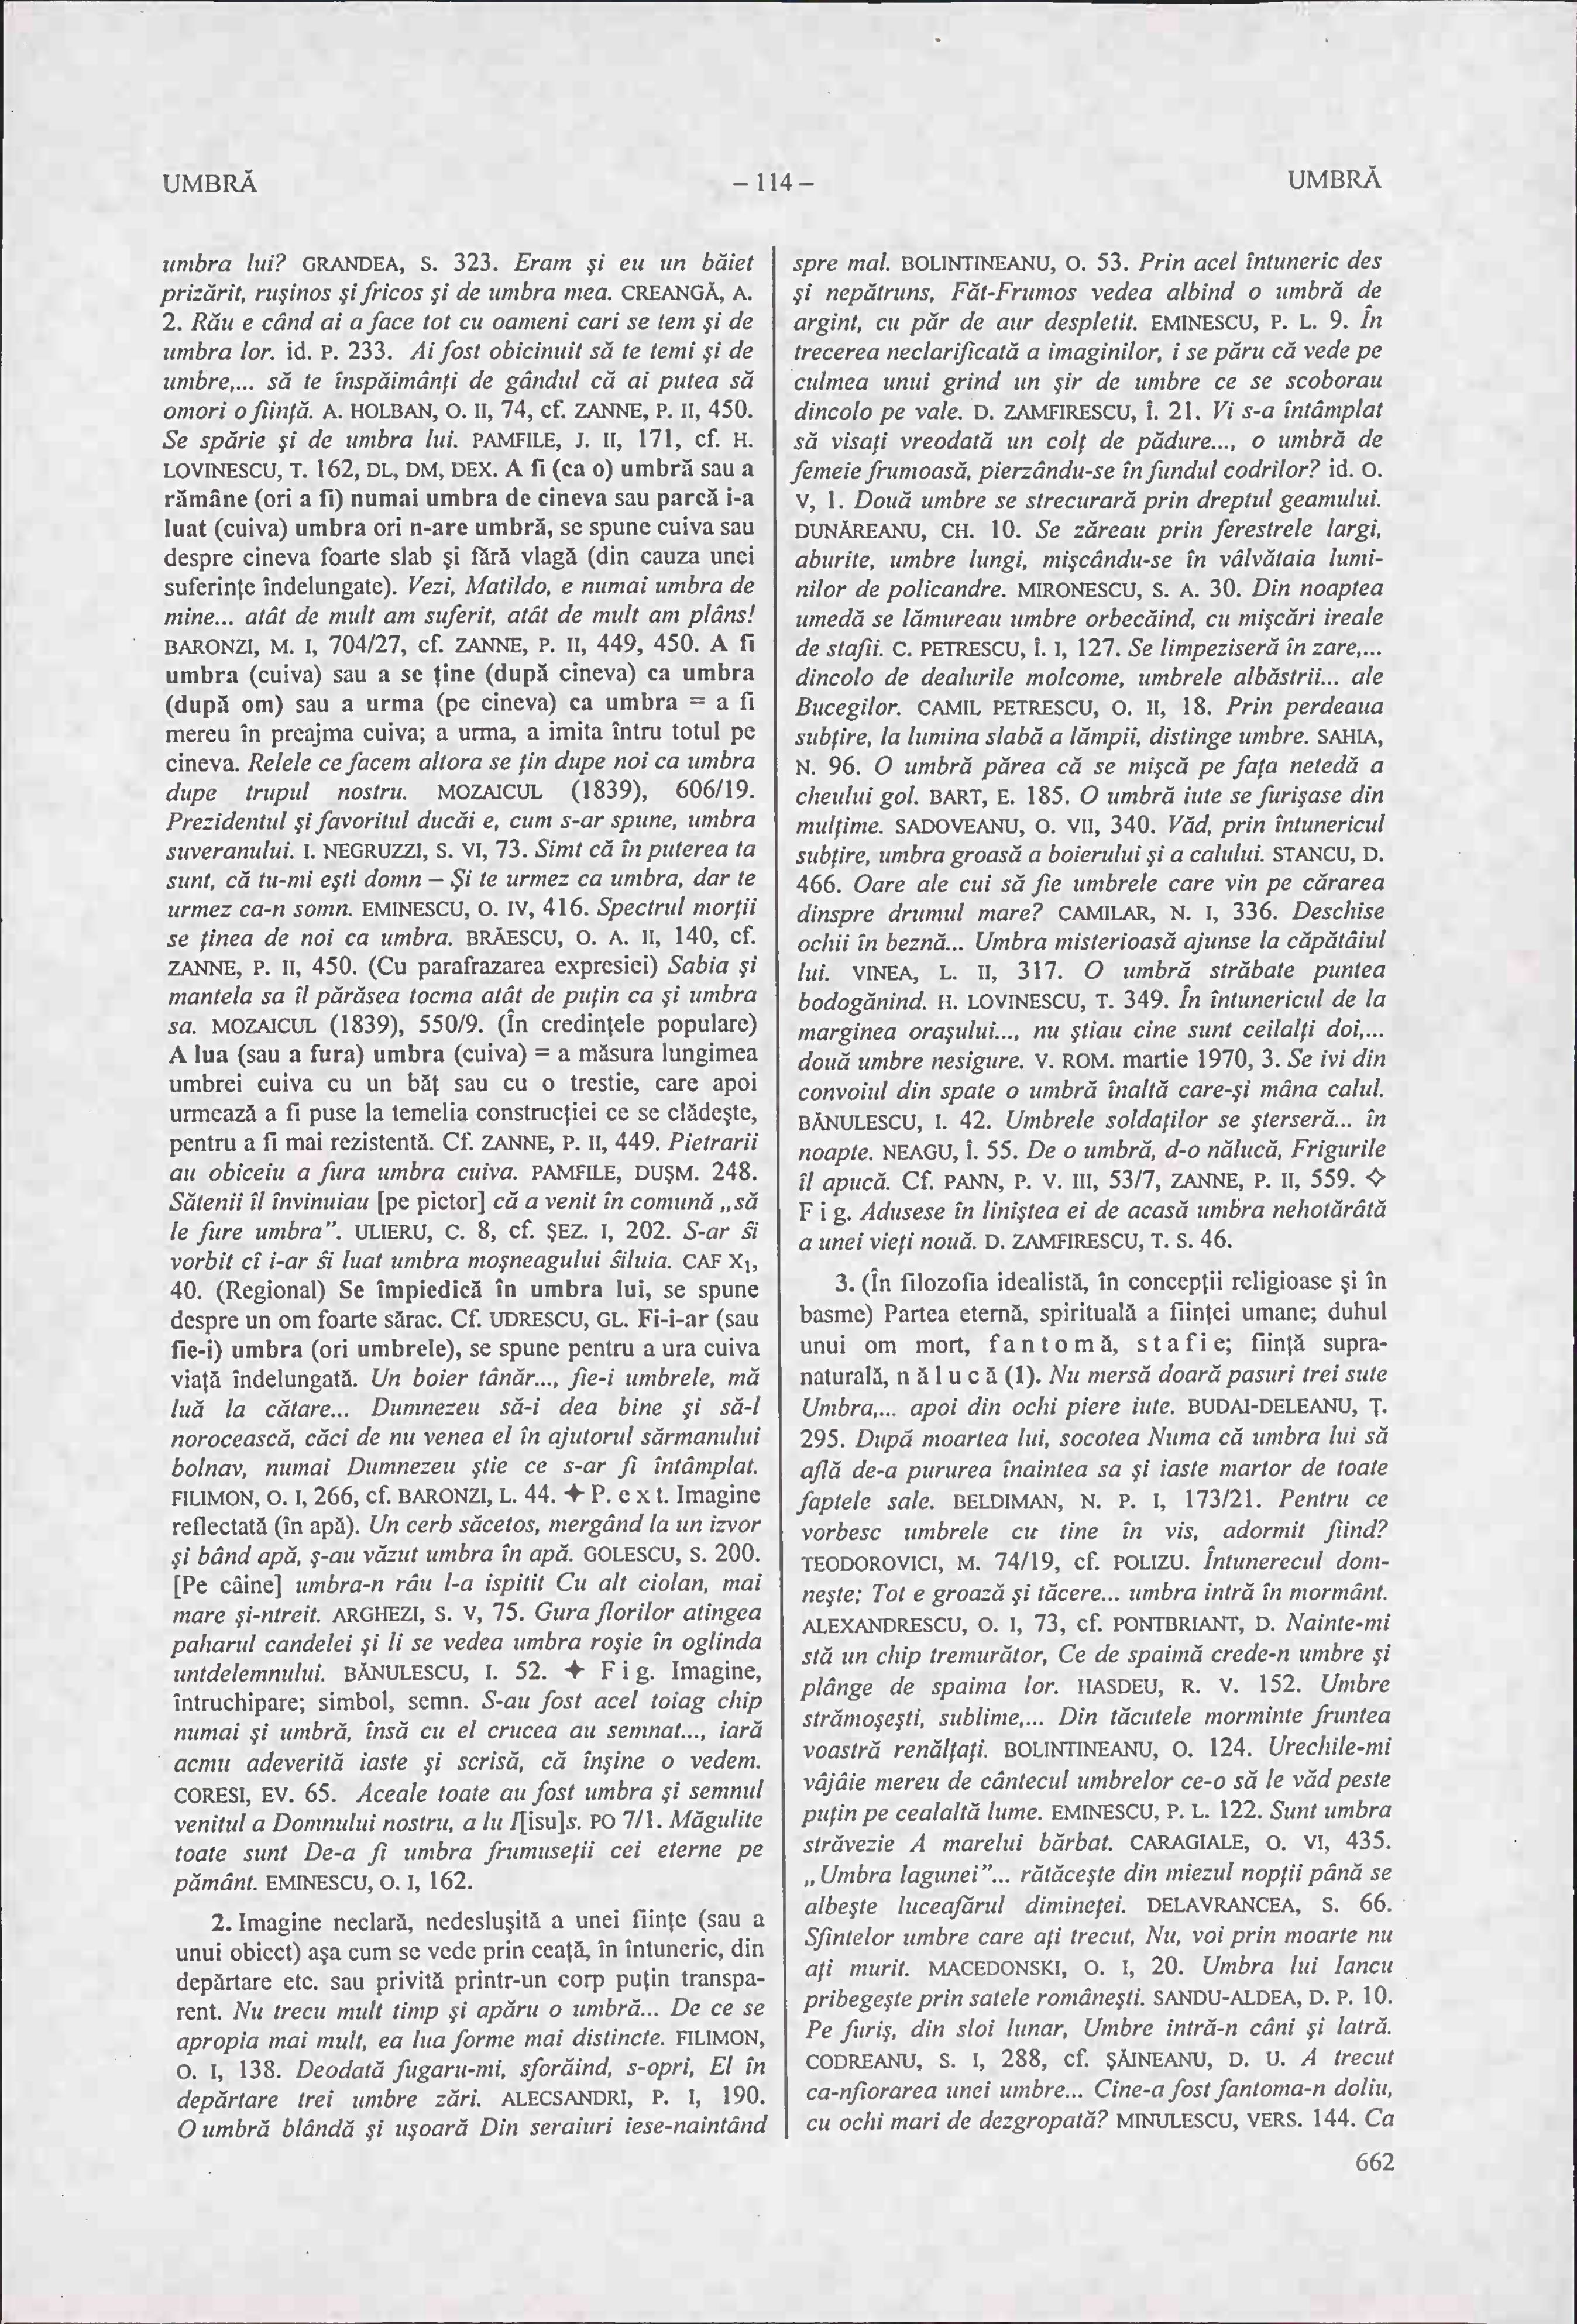 UMBRĂ
– 114 –
UMBRĂ
umbra lui? GRANDEA, S. 323. Eram şi eu un băiet
prizărit, ruşinos şi fricos şi de umbra mea. CREANGĂ, A.
2. Rău e când ai a face tot cu oameni cari se tem şi de
umbra lor. id. P. 233. Ai fost obicinuit să te temi şi de
umbre,... să te înspăimânţi de gândul că ai putea să
omori o fiinţă. A. HOLBAN, O. II, 74, cf. ZANNE, P. II, 450.
Se spărie şi de umbra lui. PAMFILE, J. II, 171, cf. H.
LOVINESCU, T. 162, DL, DM, DEX. A fi (ca o) umbră sau a
rămâne (ori a fi) numai umbra de cineva sau parcă i-a
luat (cuiva) umbra ori n-are umbră, se spune cuiva sau
despre cineva foarte slab şi fără vlagă (din cauza unei
suferinţe îndelungate). Vezi, Matildo, e numai umbra de
mine... atât de mult am suferit, atât de mult am plâns!
BARONZI, M. I, 704/27, cf. ZANNE, P. II, 449, 450. A fi
umbra (cuiva) sau a se ţine (după cineva) ca umbra
(după om) sau a urma (pe cineva) ca umbra = a fi
mereu în preajma cuiva; a urma, a imita întru totul pe
cineva. Relele ce facem altora se ţin dupe noi ca umbra
dupe trupul nostru. MOZAICUL (1839), 606/19.
Prezidentul şi favoritul ducăi e, cum s-ar spune, umbra
suveranului. I. NEGRUZZI, S. VI, 73. Simt că în puterea ta
sunt, că tu-mi eşti domn – Şi te urmez ca umbra, dar te
urmez ca-n somn. EMINESCU, O. IV, 416. Spectrul morţii
se ţinea de noi ca umbra. BRĂESCU, O. A. II, 140, cf.
ZANNE, P. II, 450. (Cu parafrazarea expresiei) Sabia şi
mantela sa îl părăsea tocma atât de puţin ca şi umbra
sa. MOZAICUL (1839), 550/9. (În credinţele populare)
A lua (sau a fura) umbra (cuiva) = a măsura lungimea
umbrei cuiva cu un băţ sau cu o trestie, care apoi
urmează a fi puse la temelia construcţiei ce se clădeşte,
pentru a fi mai rezistentă. Cf. ZANNE, P. II, 449. Pietrarii
au obiceiu a fura umbra cuiva. PAMFILE, DUŞM. 248.
Sătenii îl învinuiau [pe pictor] că a venit în comună „să
le fure umbra”. ULIERU, C. 8, cf. ŞEZ. I, 202. S-ar śi
vorbit cî i-ar śi luat umbra moşneagului śiluia. CAF X₁,
40. (Regional) Se împiedică în umbra lui, se spune
despre un om foarte sărac. Cf. UDRESCU, GL. Fi-i-ar (sau
fie-i) umbra (ori umbrele), se spune pentru a ura cuiva
viaţă îndelungată. Un boier tânăr..., fie-i umbrele, mă
luă la cătare... Dumnezeu să-i dea bine şi să-l
norocească, căci de nu venea el în ajutorul sărmanului
bolnav, numai Dumnezeu ştie ce s-ar fi întâmplat.
FILIMON, O. I, 266, cf. BARONZI, L. 44. ✦ P. ext. Imagine
reflectată (în apă). Un cerb săcetos, mergând la un izvor
şi bând apă, ş-au văzut umbra în apă. GOLESCU, S. 200.
[Pe câine] umbra-n râu l-a ispitit Cu alt ciolan, mai
mare şi-ntreit. ARGHEZI, S. V, 75. Gura florilor atingea
paharul candelei şi li se vedea umbra roşie în oglinda
untdelemnului. BĂNULESCU, I. 52. ✦ Fig. Imagine,
întruchipare; simbol, semn. S-au fost acel toiag chip
numai şi umbră, însă cu el crucea au semnat..., iară
acmu adeverită iaste şi scrisă, că înşine o vedem.
CORESI, EV. 65. Aceale toate au fost umbra şi semnul
venitul a Domnului nostru, a lu I[isu]s. PO 7/1. Măgulite
toate sunt De-a fi umbra frumuseţii cei eterne pe
pământ. EMINESCU, O. I, 162.
2. Imagine neclară, nedesluşită a unei fiinţe (sau a
unui obiect) aşa cum se vede prin ceaţă, în întuneric, din
depărtare etc. sau privită printr-un corp puţin transpa-
rent. Nu trecu mult timp şi apăru o umbră... De ce se
apropia mai mult, ea lua forme mai distincte. FILIMON,
O. I, 138. Deodată fugaru-mi, sforăind, s-opri, El în
depărtare trei umbre zări. ALECSANDRI, P. I, 190.
O umbră blândă şi uşoară Din seraiuri iese-naintând
spre mal. BOLINTINEANU, O. 53. Prin acel întuneric des
şi nepătruns, Făt-Frumos vedea albind o umbră de
argint, cu păr de aur despletit. EMINESCU, P. L. 9. În
trecerea neclarificată a imaginilor, i se păru că vede pe
culmea unui grind un şir de umbre ce se scoborau
dincolo pe vale. D. ZAMFIRESCU, Î. 21. Vi s-a întâmplat
să visaţi vreodată un colţ de pădure..., o umbră de
femeie frumoasă, pierzându-se în fundul codrilor? id. O.
V, 1. Două umbre se strecurară prin dreptul geamului.
DUNĂREANU, CH. 10. Se zăreau prin ferestrele largi,
aburite, umbre lungi, mişcându-se în vâlvătaia lumi-
nilor de policandre. MIRONESCU, S. A. 30. Din noaptea
umedă se lămureau umbre orbecăind, cu mişcări ireale
de stafii. C. PETRESCU, Î. I, 127. Se limpeziseră în zare,...
dincolo de dealurile molcome, umbrele albăstrii... ale
Bucegilor. CAMIL PETRESCU, O. II, 18. Prin perdeaua
subţire, la lumina slabă a lămpii, distinge umbre. SAHIA,
N. 96. O umbră părea că se mişcă pe faţa netedă a
cheului gol. BART, E. 185. O umbră iute se furişase din
mulţime. SADOVEANU, O. VII, 340. Văd, prin întunericul
subţire, umbra groasă a boierului şi a calului. STANCU, D.
466. Oare ale cui să fie umbrele care vin pe cărarea
dinspre drumul mare? CAMILAR, N. I, 336. Deschise
ochii în beznă... Umbra misterioasă ajunse la căpătâiul
lui. VINEA, L. II, 317. O umbră străbate puntea
bodogănind. H. LOVINESCU, T. 349. În întunericul de la
marginea oraşului..., nu ştiau cine sunt ceilalţi doi,...
două umbre nesigure. V. ROM. martie 1970, 3. Se ivi din
convoiul din spate o umbră înaltă care-şi mâna calul.
BĂNULESCU, I. 42. Umbrele soldaţilor se şterseră... în
noapte. NEAGU, Î. 55. De o umbră, d-o nălucă, Frigurile
îl apucă. Cf. PANN, P. V. III, 53/7, ZANNE, P. II, 559. ✧
Fig. Adusese în liniştea ei de acasă umbra nehotărâtă
a unei vieţi nouă. D. ZAMFIRESCU, T. S. 46.
3. (În filozofia idealistă, în concepţii religioase şi în
basme) Partea eternă, spirituală a fiinţei umane; duhul
unui om mort, fantomă, stafie; fiinţă supra-
naturală, nălucă (1). Nu mersă doară pasuri trei sute
Umbra,... apoi din ochi piere iute. BUDAI-DELEANU, Ţ.
295. După moartea lui, socotea Numa că umbra lui să
află de-a pururea înaintea sa şi iaste martor de toate
faptele sale. BELDIMAN, N. P. I, 173/21. Pentru ce
vorbesc umbrele cu tine în vis, adormit fiind?
TEODOROVICI, M. 74/19, cf. POLIZU. Întunerecul dom-
neşte; Tot e groază şi tăcere... umbra intră în mormânt.
ALEXANDRESCU, O. I, 73, cf. PONTBRIANT, D. Nainte-mi
stă un chip tremurător, Ce de spaimă crede-n umbre şi
plânge de spaima lor. HASDEU, R. V. 152. Umbre
strămoşeşti, sublime,... Din tăcutele morminte fruntea
voastră renălţaţi. BOLINTINEANU, O. 124. Urechile-mi
vâjâie mereu de cântecul umbrelor ce-o să le văd peste
puţin pe cealaltă lume. EMINESCU, P. L. 122. Sunt umbra
străvezie A marelui bărbat. CARAGIALE, O. VI, 435.
„Umbra lagunei”... rătăceşte din miezul nopţii până se
albeşte luceafărul dimineţei. DELAVRANCEA, S. 66.
Sfintelor umbre care aţi trecut, Nu, voi prin moarte nu
aţi murit. MACEDONSKI, O. I, 20. Umbra lui Iancu
pribegeşte prin satele româneşti. SANDU-ALDEA, D. P. 10.
Pe furiş, din sloi lunar, Umbre intră-n câni şi latră.
CODREANU, S. I, 288, cf. ŞĂINEANU, D. U. A trecut
ca-nfiorarea unei umbre... Cine-a fost fantoma-n doliu,
cu ochi mari de dezgropată? MINULESCU, VERS. 144. Ca
662